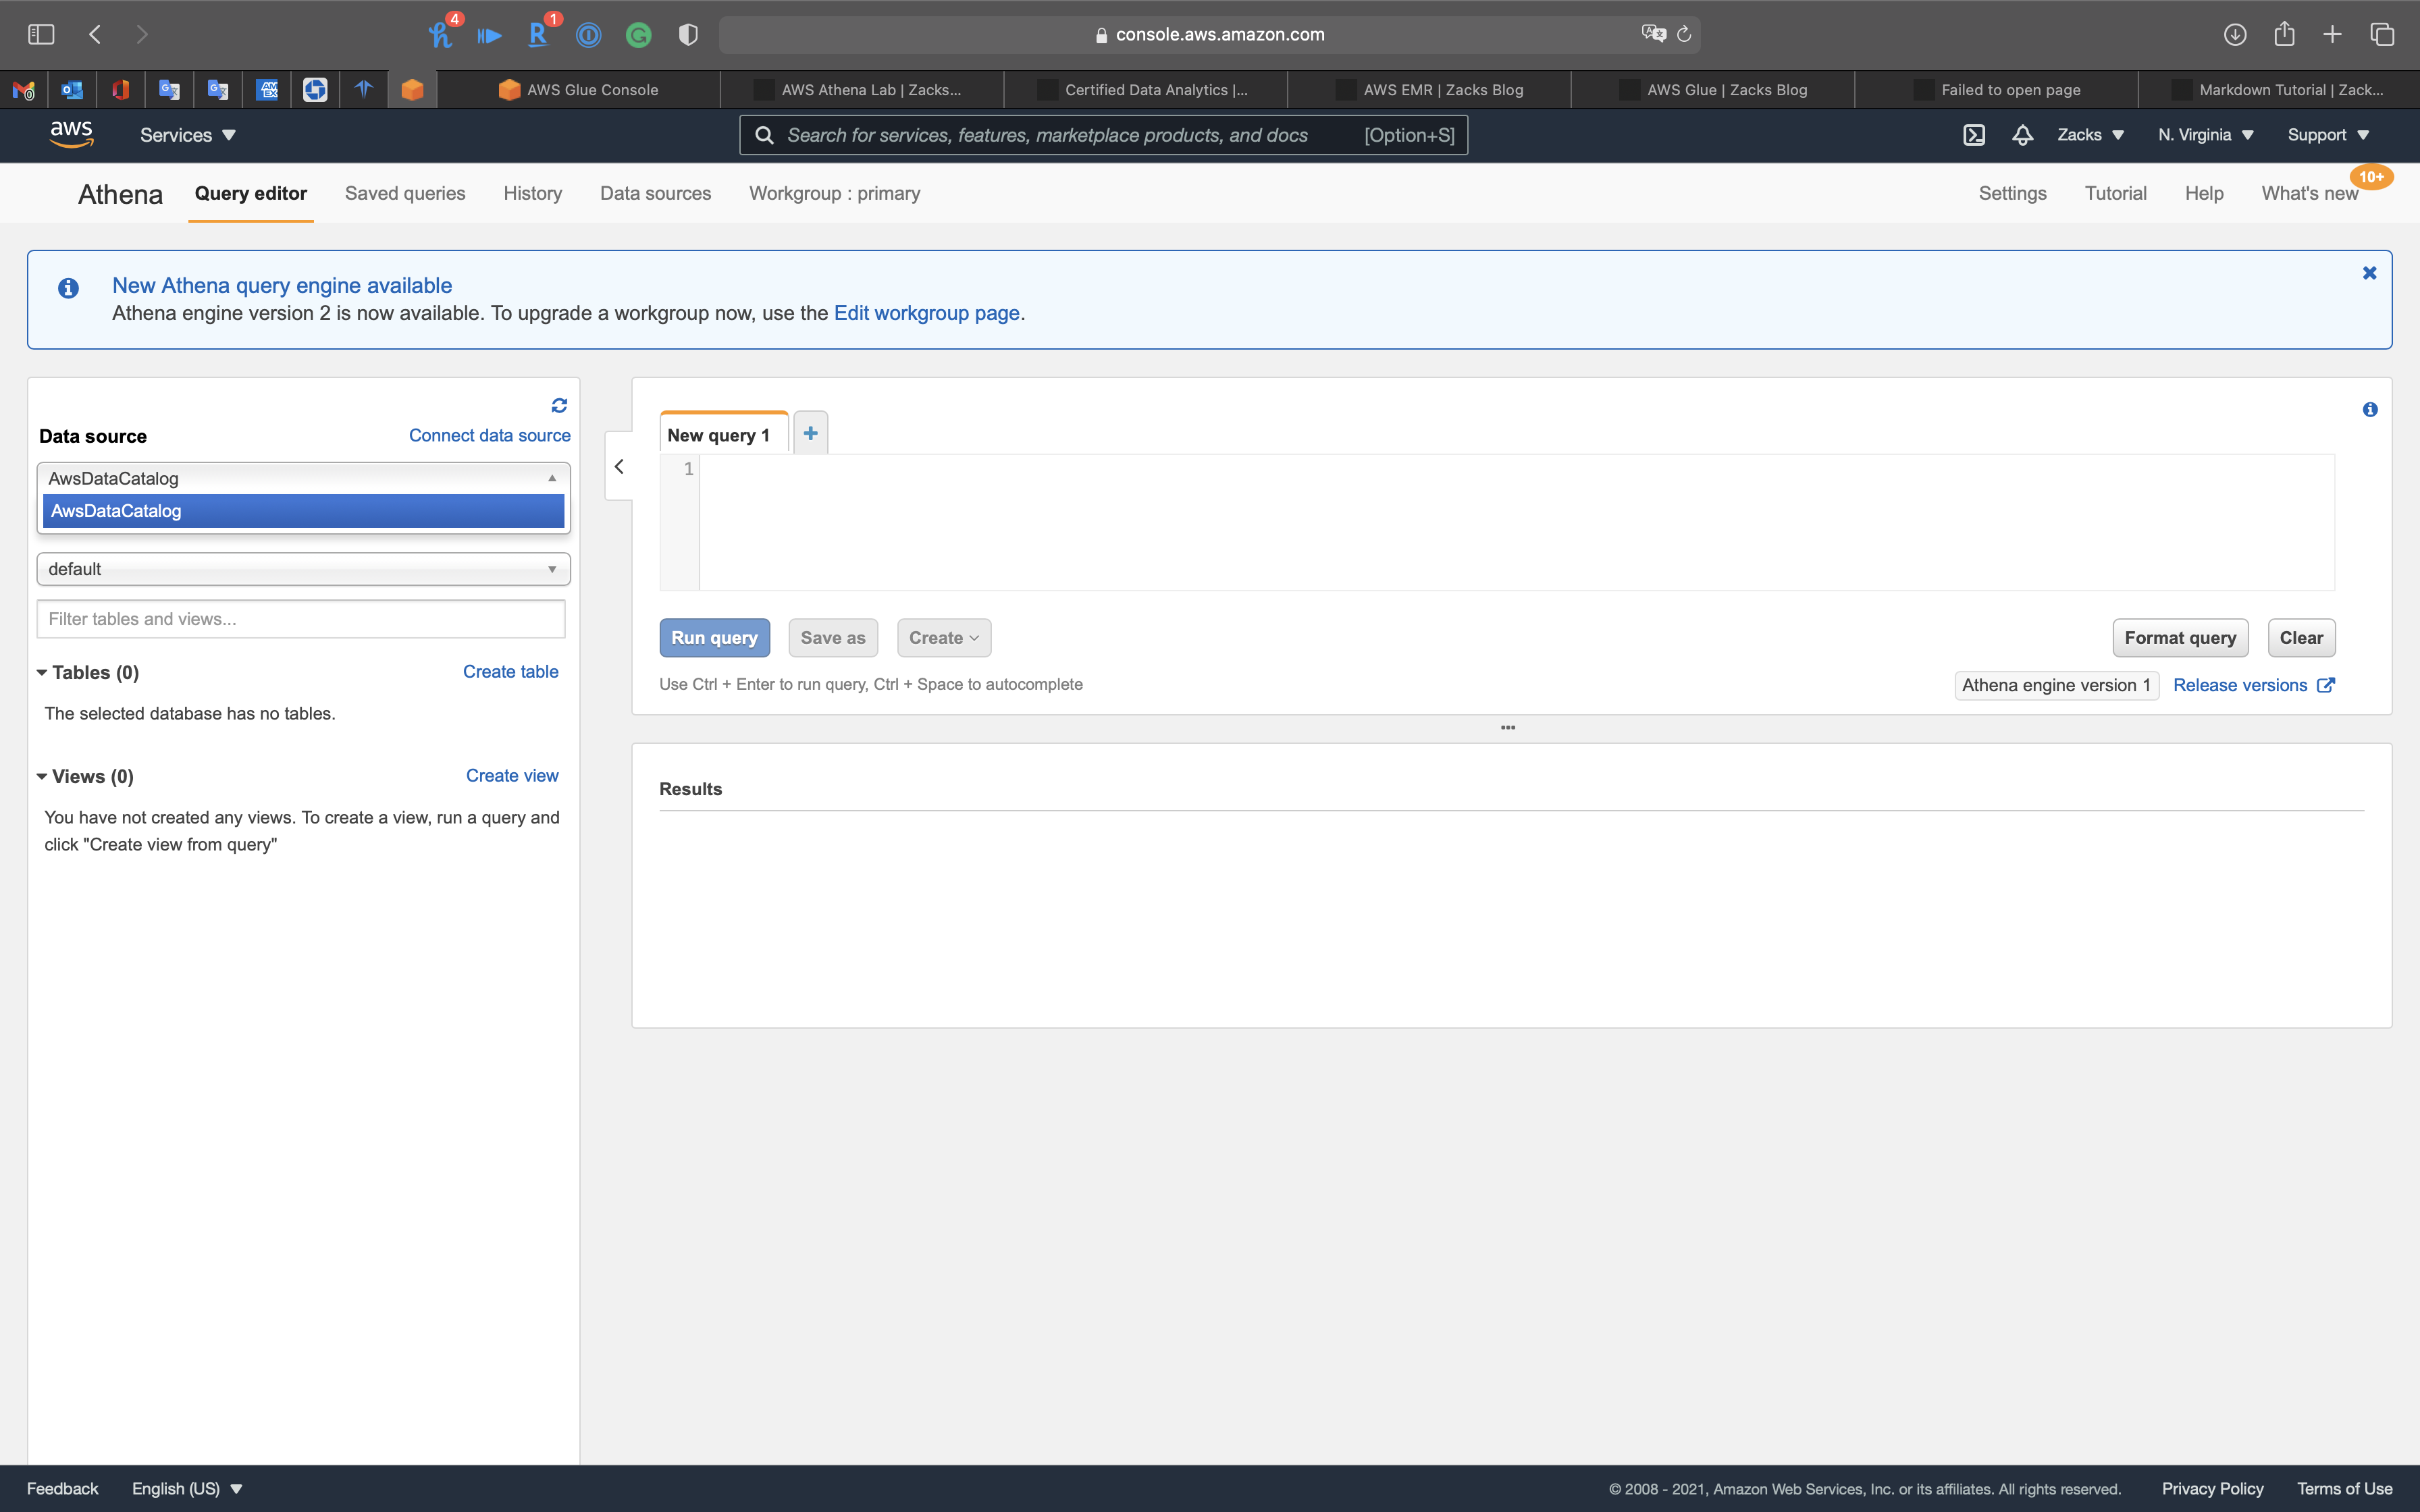 4
1
console.aws.amazon.com
AWS Glue Console
AWS Athena Lab | Zacks...
Certified Data Analytics |...
AWS EMR | Zacks Blog
AWS Glue | Zacks Blog
Failed to open page
Markdown Tutorial | Zack...
aws
Services
Search for services, features, marketplace products, and docs [Option+S]
Zacks
N. Virginia
Support
Athena
Query editor
Saved queries
History
Data sources
Workgroup : primary
Settings
Tutorial
Help
What's new
10+
New Athena query engine available
Athena engine version 2 is now available. To upgrade a workgroup now, use the Edit workgroup page.
Data source
Connect data source
AwsDataCatalog
AwsDataCatalog
default
Filter tables and views...
Tables (0)
Create table
The selected database has no tables.
Views (0)
Create view
You have not created any views. To create a view, run a query and
click "Create view from query"
New query 1
1
Run query
Save as
Create
Format query
Clear
Use Ctrl + Enter to run query, Ctrl + Space to autocomplete
Athena engine version 1
Release versions
Results
Feedback
English (US)
© 2008 - 2021, Amazon Web Services, Inc. or its affiliates. All rights reserved.
Privacy Policy
Terms of Use